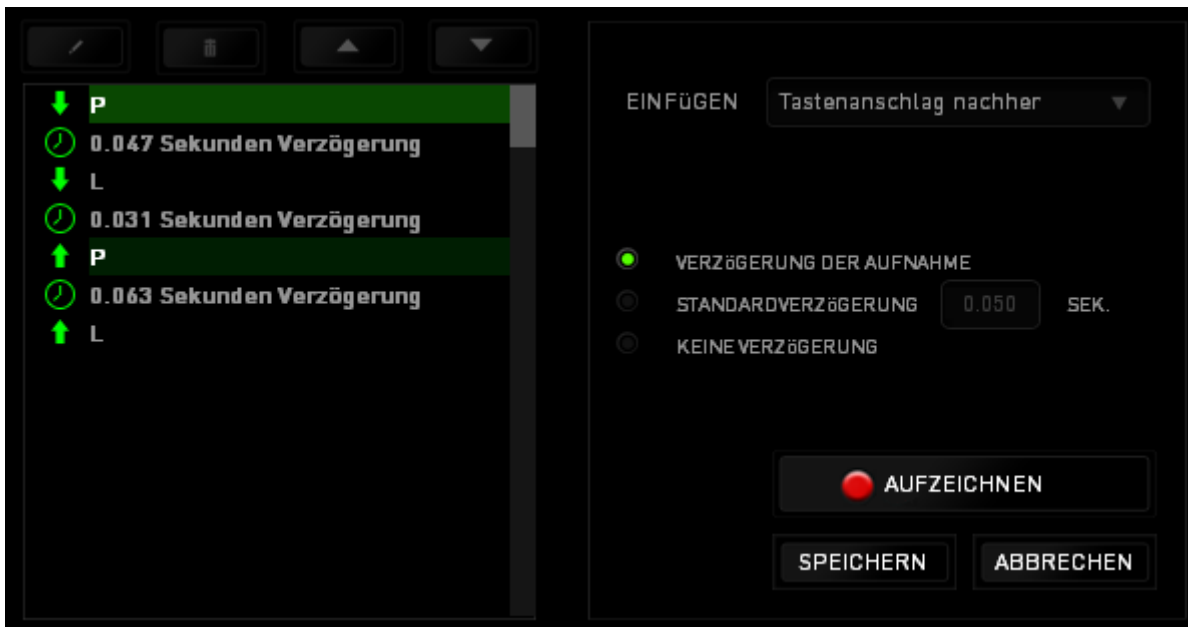 P
0.047 Sekunden Verzögerung
L
0.031 Sekunden Verzögerung
P
0.063 Sekunden Verzögerung
L
EINFüGEN Tastenanschlag nachher
VERZöGERUNG DER AUFNAHME
STANDARDVERZöGERUNG 0.050 SEK.
KEINE VERZöGERUNG
AUFZEICHNEN
SPEICHERN ABBRECHEN